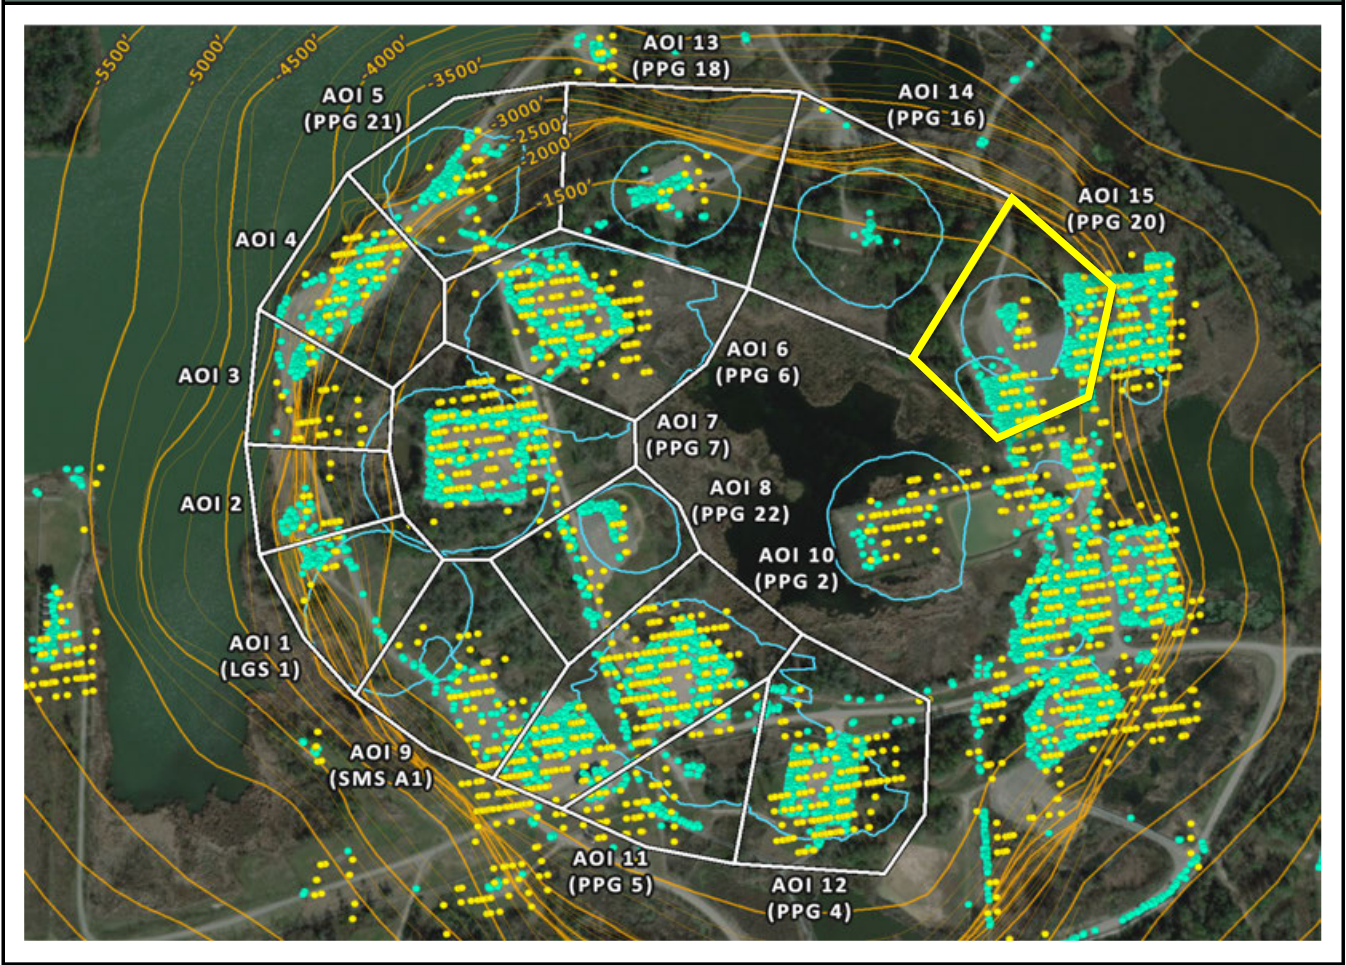 -5500'
-5000'
-4500'
-4000'
-3500'
-3000'
-2500'
-2000'
-1500'
AOI 13
(PPG 18)
AOI 5
(PPG 21)
AOI 14
(PPG 16)
AOI 15
(PPG 20)
AOI 4
AOI 3
AOI 6
(PPG 6)
AOI 7
(PPG 7)
AOI 2
AOI 8
(PPG 22)
AOI 10
(PPG 2)
AOI 1
(LGS 1)
AOI 9
(SMS A1)
AOI 11
(PPG 5)
AOI 12
(PPG 4)